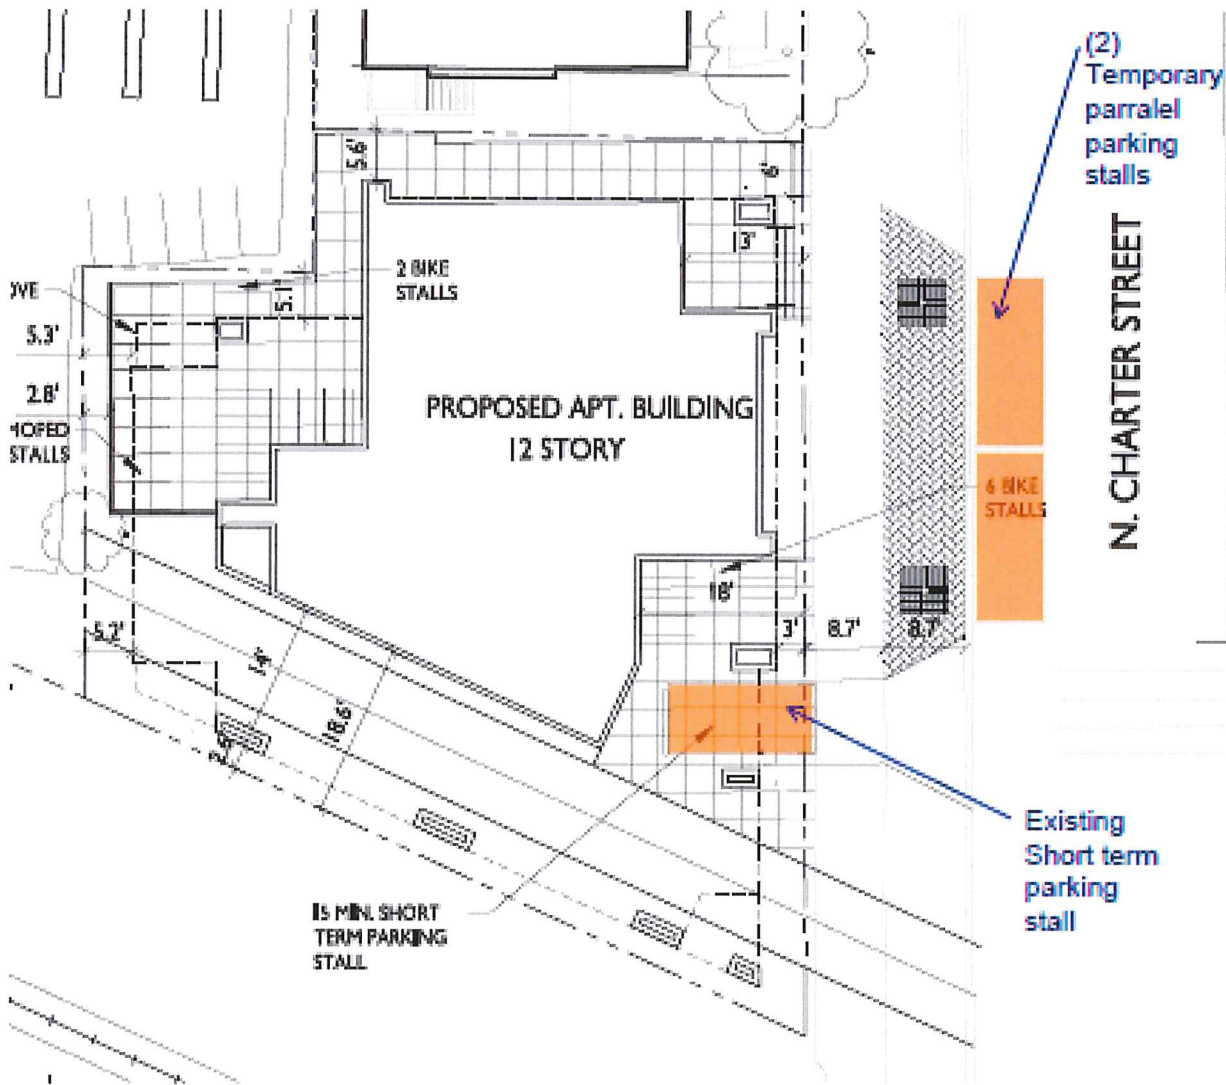 (2)
Temporary
parralel
parking
stalls
5.6'
6'
13'
2 BIKE
STALLS
5.1'
OVE
5.3'
2.8'
MOFED
STALLS
PROPOSED APT. BUILDING
12 STORY
N. CHARTER STREET
6 BIKE
STALLS
18'
3'
8.7'
8.7'
5.2'
14'
18.6'
Existing
Short term
parking
stall
15 MIN. SHORT
TERM PARKING
STALL